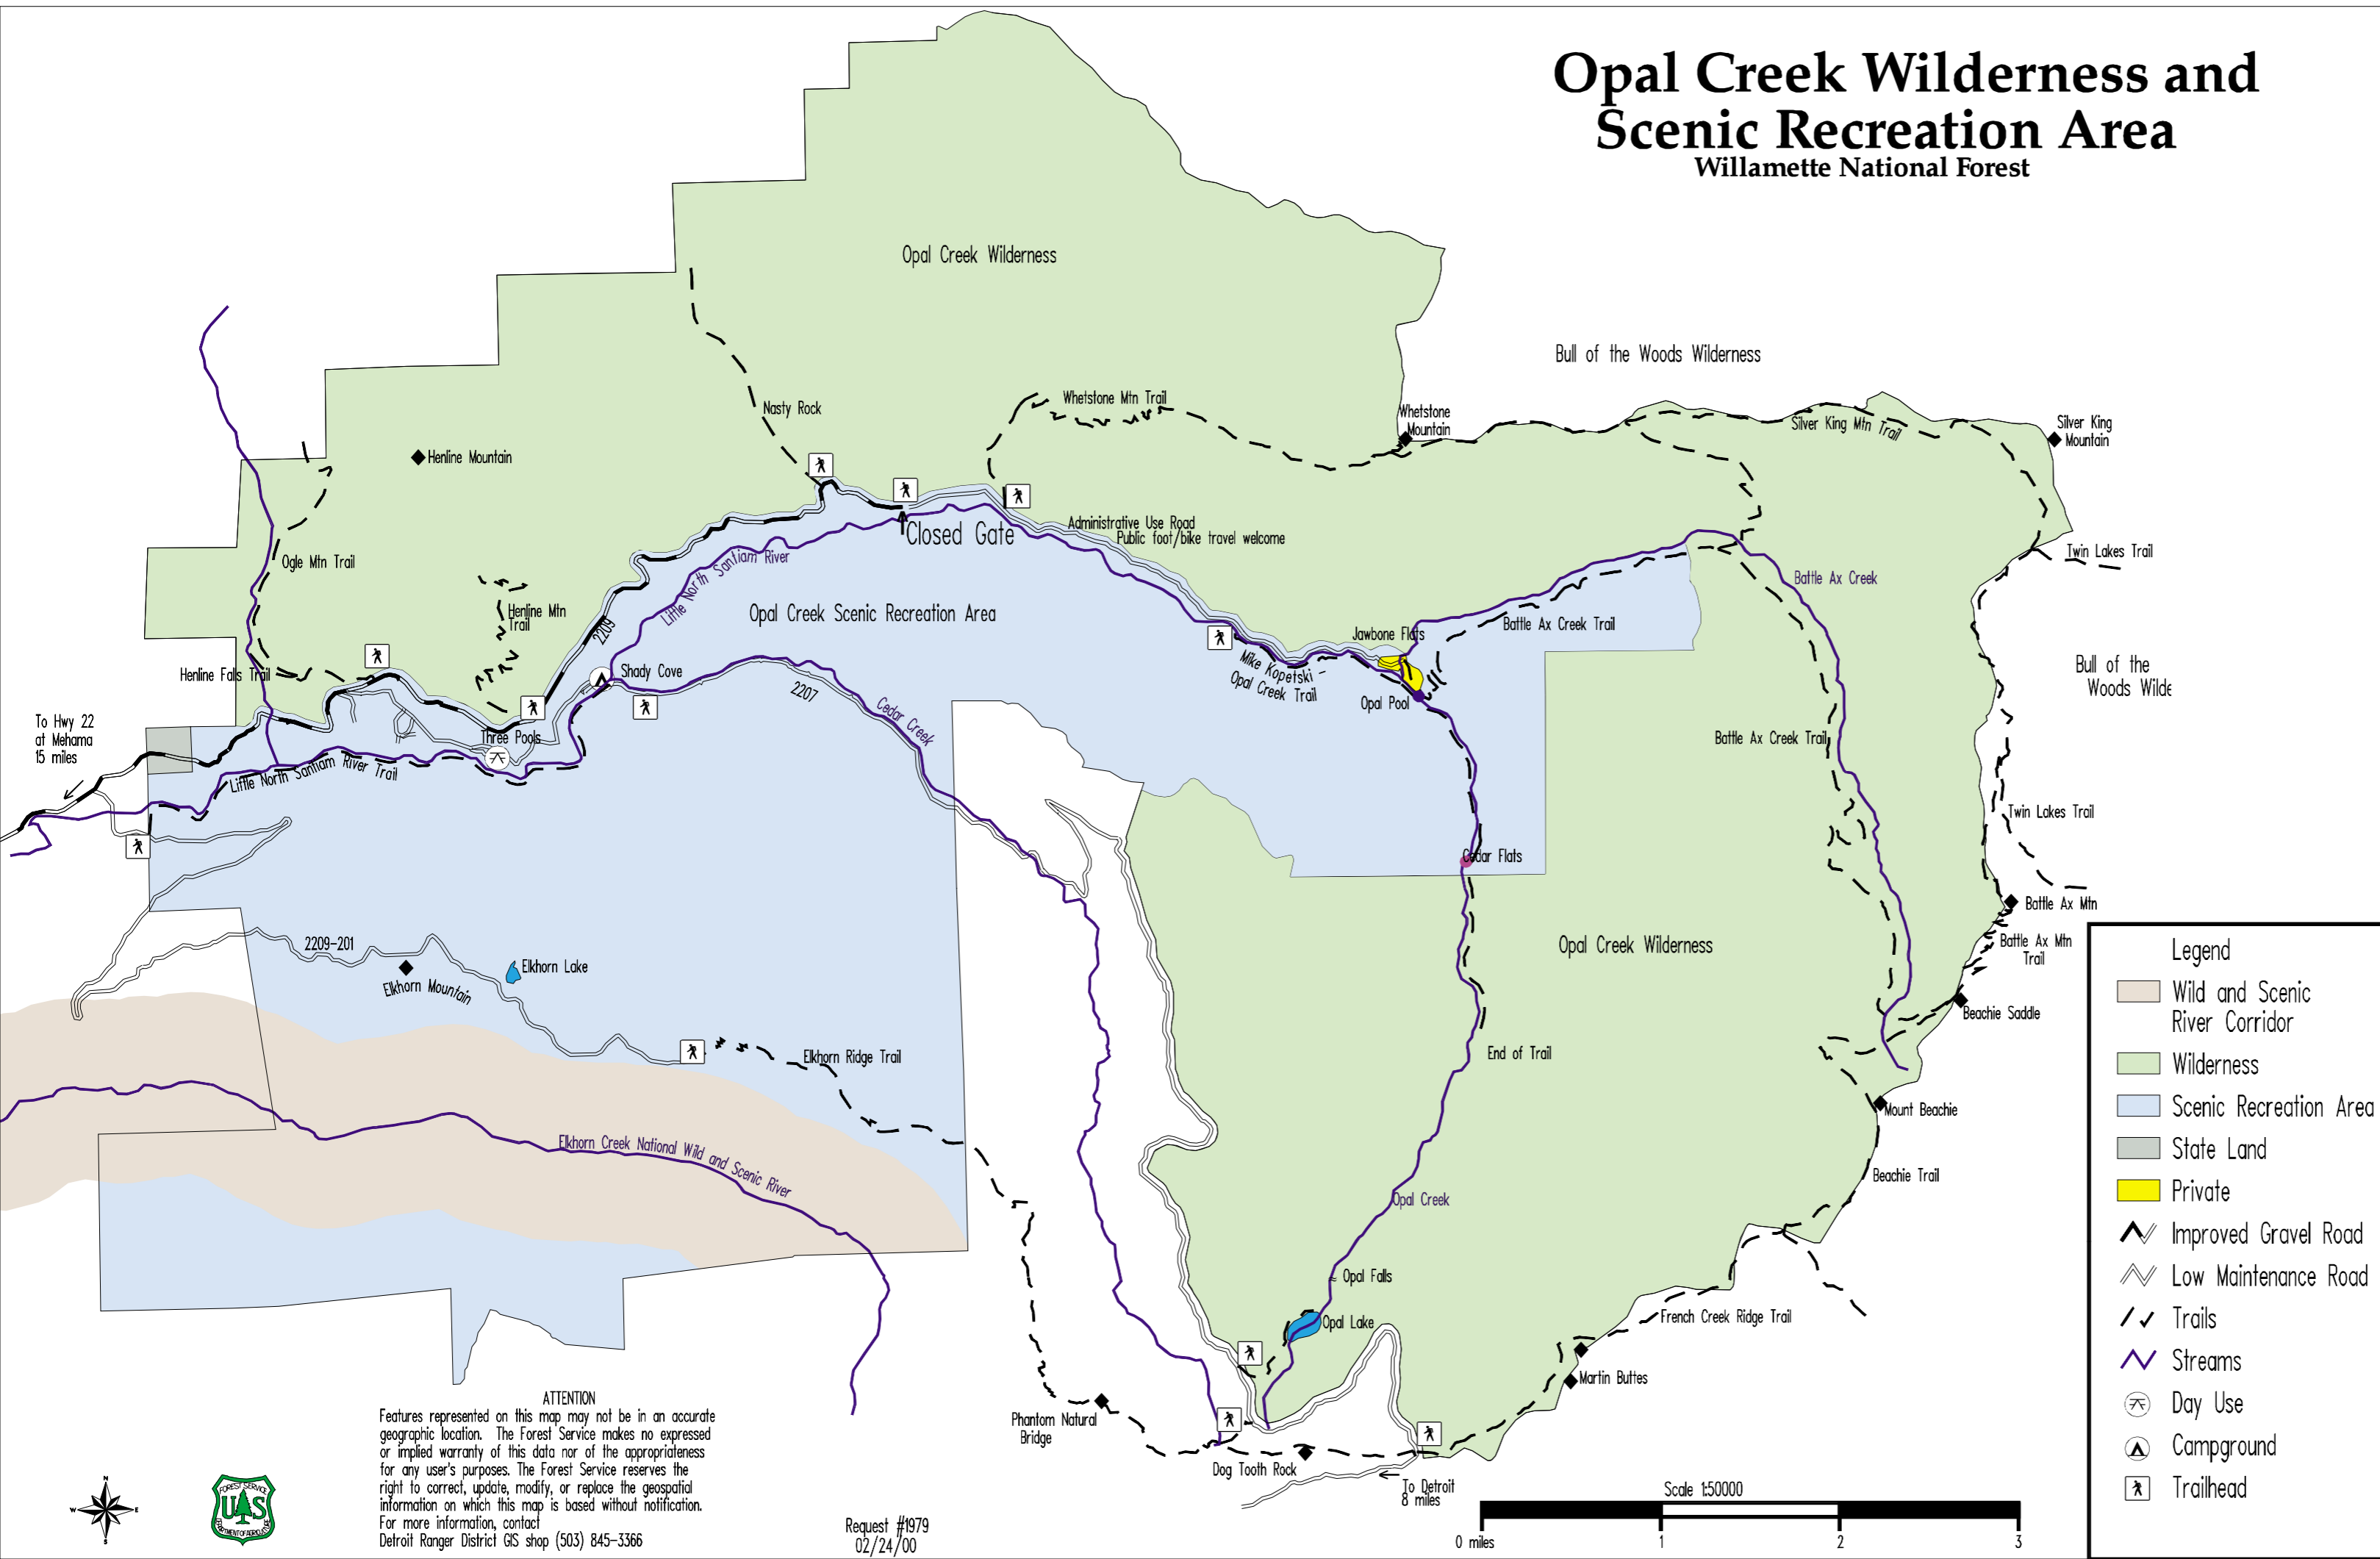 Opal Creek Wilderness and
Scenic Recreation Area
Willamette National Forest
Opal Creek Wilderness
Bull of the Woods Wilderness
Nasty Rock
Whetstone Mtn Trail
Whetstone
Mountain
Silver King Mtn Trail
Silver King
Mountain
Henline Mountain
Closed Gate
Administrative Use Road
Public foot/bike travel welcome
Ogle Mtn Trail
Little North Santiam River
Twin Lakes Trail
Battle Ax Creek
Henline Mtn
Trail
2209
Opal Creek Scenic Recreation Area
Jawbone Flats
Battle Ax Creek Trail
Henline Falls Trail
Shady Cove
2207
Cedar Creek
Mike Kopetski -
Opal Creek Trail
Opal Pool
Bull of the
Woods Wilde
To Hwy 22
at Mehama
15 miles
Three Pools
Little North Santiam River Trail
Battle Ax Creek Trail
Twin Lakes Trail
Cedar Flats
Battle Ax Mtn
Battle Ax Mtn
Trail
Opal Creek Wilderness
2209-201
Elkhorn Lake
Elkhorn Mountain
Beachie Saddle
Elkhorn Ridge Trail
End of Trail
Mount Beachie
Elkhorn Creek National Wild and Scenic River
Beachie Trail
Opal Creek
Opal Falls
Opal Lake
French Creek Ridge Trail
Martin Buttes
Phantom Natural
Bridge
Dog Tooth Rock
To Detroit
8 miles
Legend
Wild and Scenic
River Corridor
Wilderness
Scenic Recreation Area
State Land
Private
Improved Gravel Road
Low Maintenance Road
Trails
Streams
Day Use
Campground
Trailhead
ATTENTION
Features represented on this map may not be in an accurate
geographic location. The Forest Service makes no expressed
or implied warranty of this data nor of the appropriateness
for any user's purposes. The Forest Service reserves the
right to correct, update, modify, or replace the geospatial
information on which this map is based without notification.
For more information, contact
Detroit Ranger District GIS shop (503) 845-3366
N
W
E
S
FOREST SERVICE
U S
DEPARTMENT OF AGRICULTURE
Request #1979
02/24/00
Scale 1:50000
0 miles
1
2
3